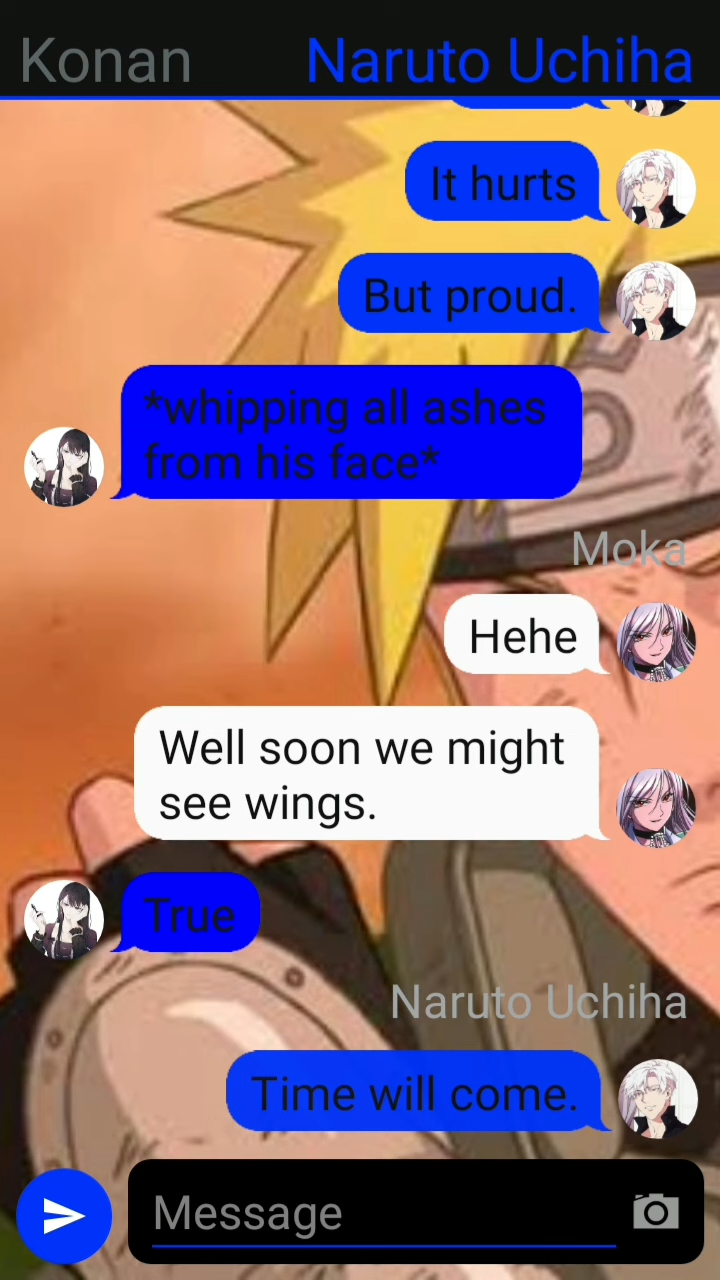 Konan
Naruto Uchiha
It hurts
But proud.
*whipping all ashes
from his face*
Moka
Hehe
Well soon we might
see wings.
True
Naruto Uchiha
Time will come.
Message